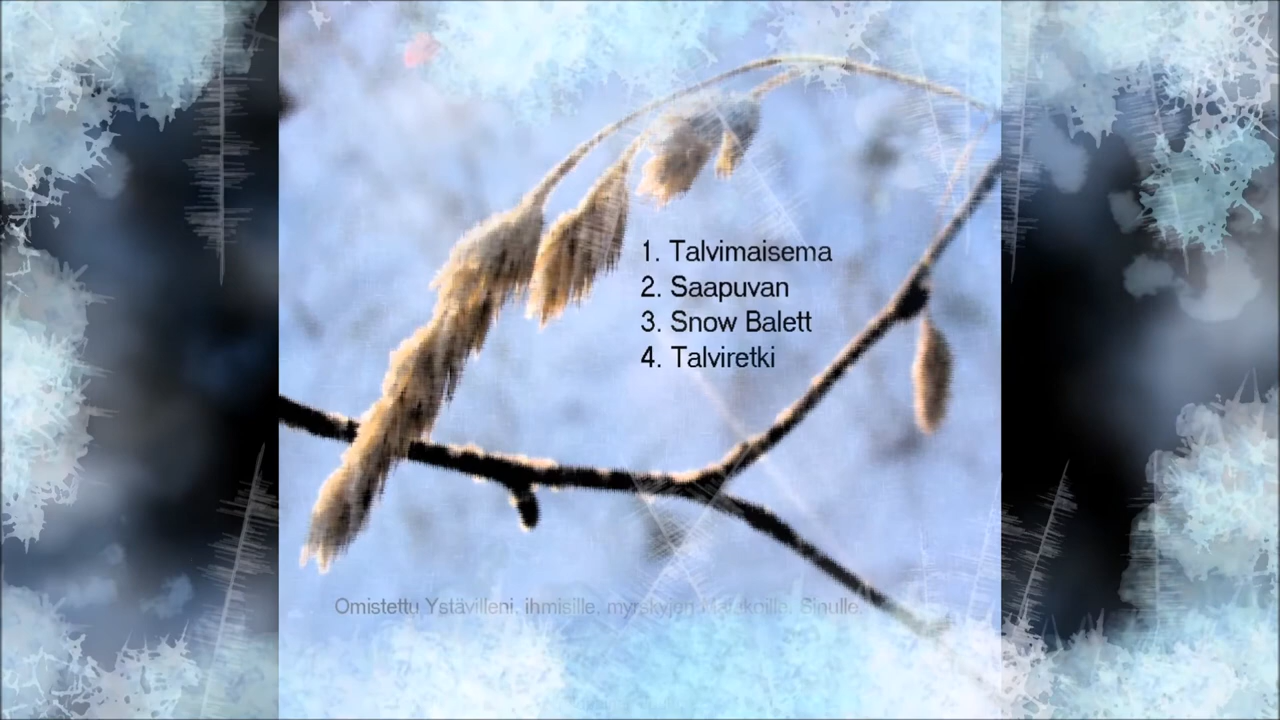 1. Talvimaisema
2. Saapuvan
3. Snow Balett
4. Talviretki
Omistettu Ystävilleni, ihmisille, myrskyjen Sinulle.